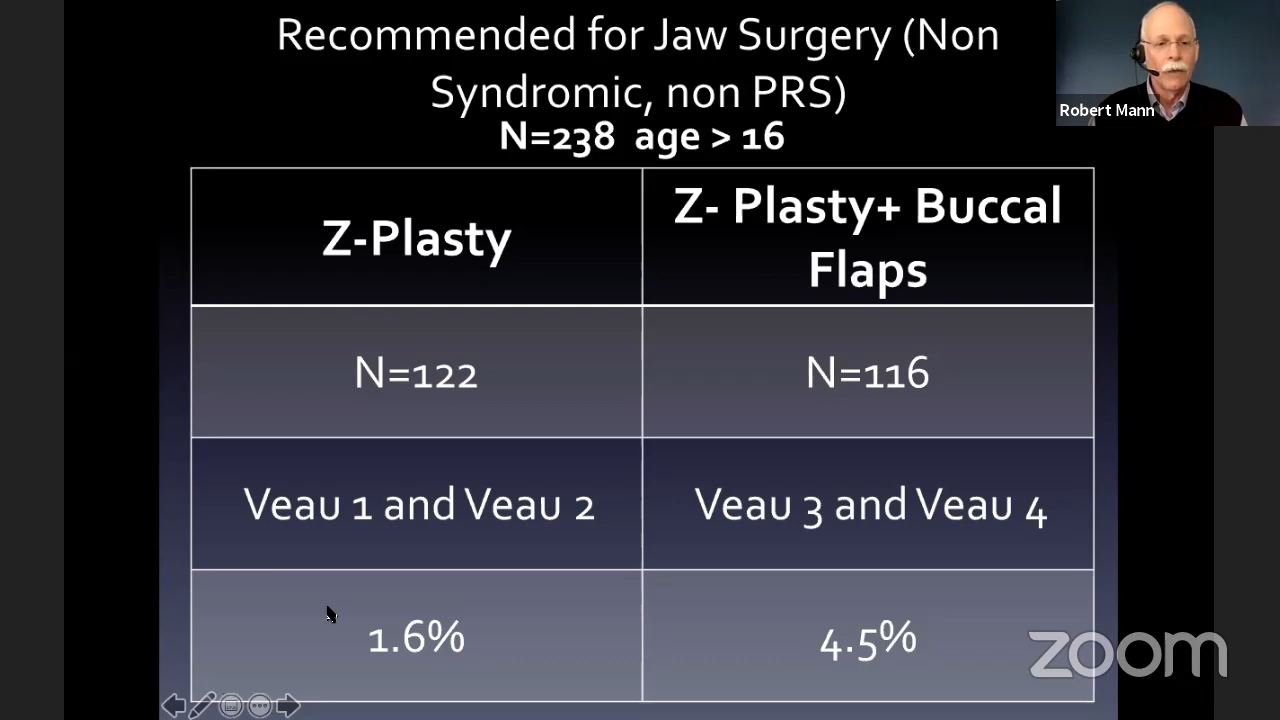 Recommended for Jaw Surgery (Non
Syndromic, non PRS)
N=238 age > 16
Robert Mann
Z-Plasty
Z- Plasty+ Buccal
Flaps
N=122
N=116
Veau 1 and Veau 2
Veau 3 and Veau 4
1.6%
4.5%
zoom